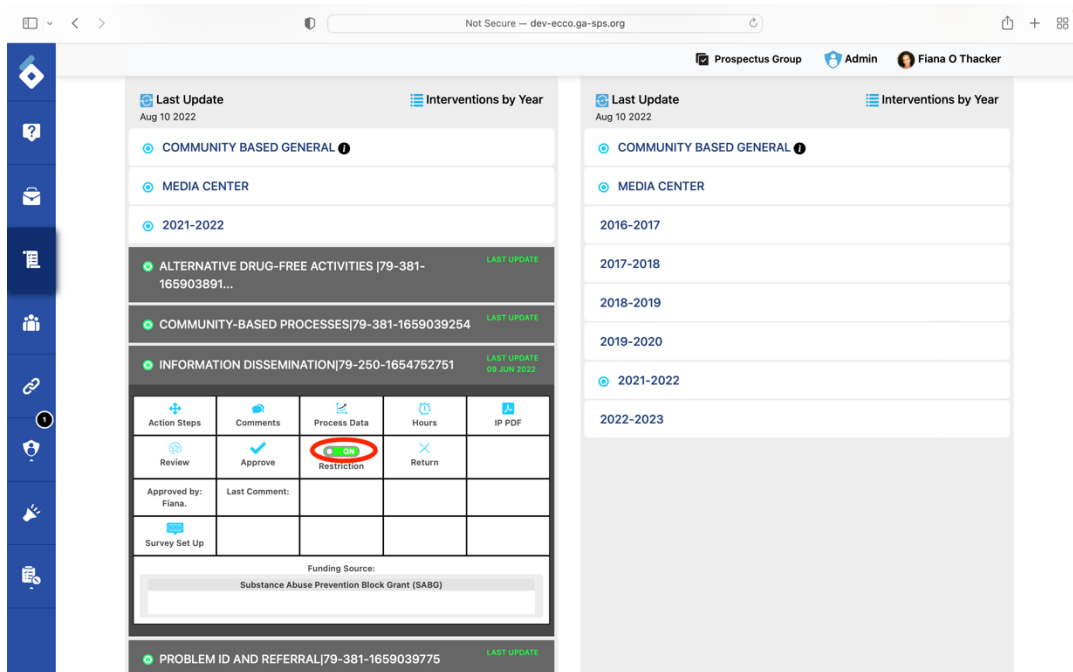 Not Secure — dev-ecco.ga-sps.org
Prospectus Group
Admin
Fiana O Thacker
Last Update
Interventions by Year
Aug 10 2022
COMMUNITY BASED GENERAL
MEDIA CENTER
2021-2022
ALTERNATIVE DRUG-FREE ACTIVITIES |79-381-
165903891...
LAST UPDATE
COMMUNITY-BASED PROCESSES|79-381-1659039254
LAST UPDATE
INFORMATION DISSEMINATION|79-250-1654752751
LAST UPDATE
09 JUN 2022
Action Steps
Comments
Process Data
Hours
IP PDF
Review
Approve
ON
Restriction
Return
Approved by:
Fiana.
Last Comment:
1
Survey Set Up
Funding Source:
Substance Abuse Prevention Block Grant (SABG)
PROBLEM ID AND REFERRAL|79-381-1659039775
LAST UPDATE
Last Update
Interventions by Year
Aug 10 2022
COMMUNITY BASED GENERAL
MEDIA CENTER
2016-2017
2017-2018
2018-2019
2019-2020
2021-2022
2022-2023